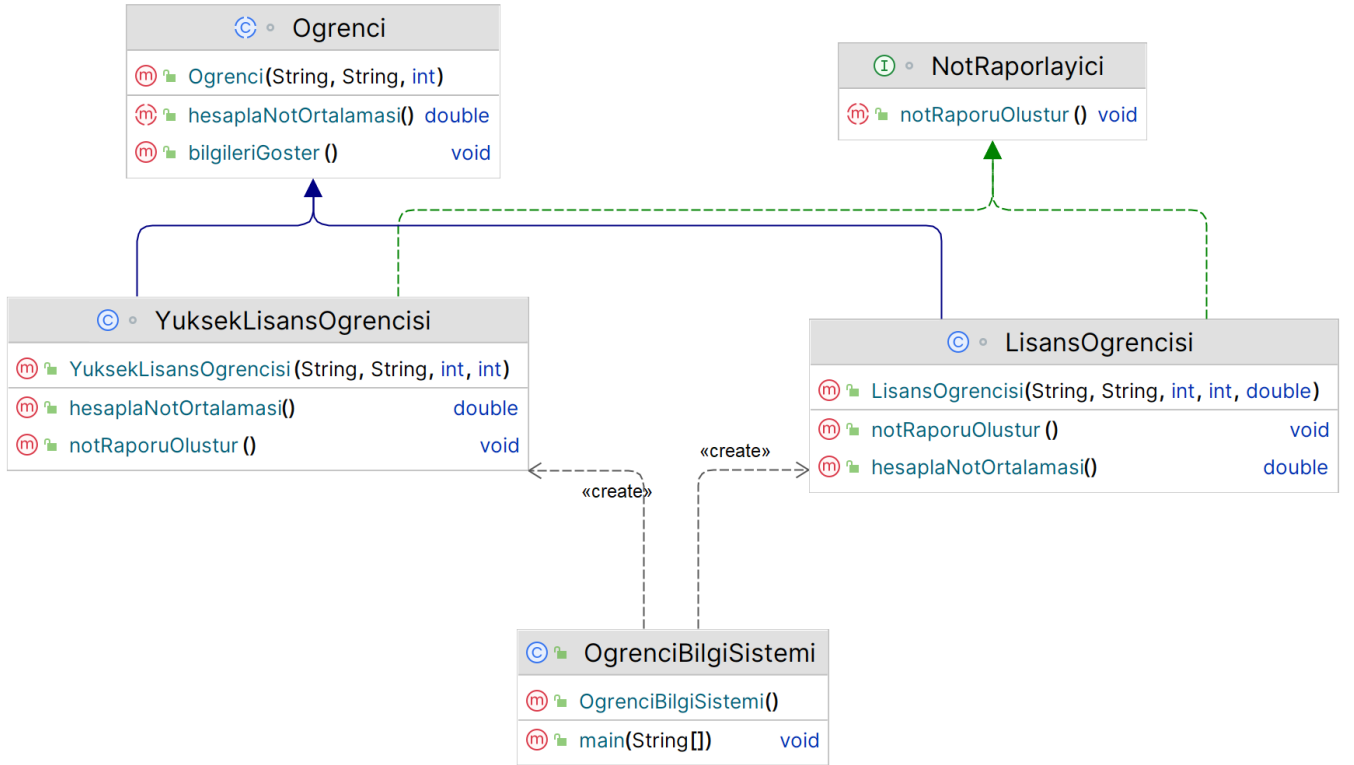 Ogrenci
Ogrenci(String, String, int)
hesaplaNotOrtalamasi() double
bilgileriGoster () void
NotRaporlayici
notRaporuOlustur () void
YuksekLisansOgrencisi
YuksekLisansOgrencisi (String, String, int, int)
hesaplaNotOrtalamasi() double
notRaporuOlustur () void
LisansOgrencisi
LisansOgrencisi(String, String, int, int, double)
notRaporuOlustur () void
hesaplaNotOrtalamasi() double
«create»
«create»
OgrenciBilgiSistemi
OgrenciBilgiSistemi()
main(String[]) void